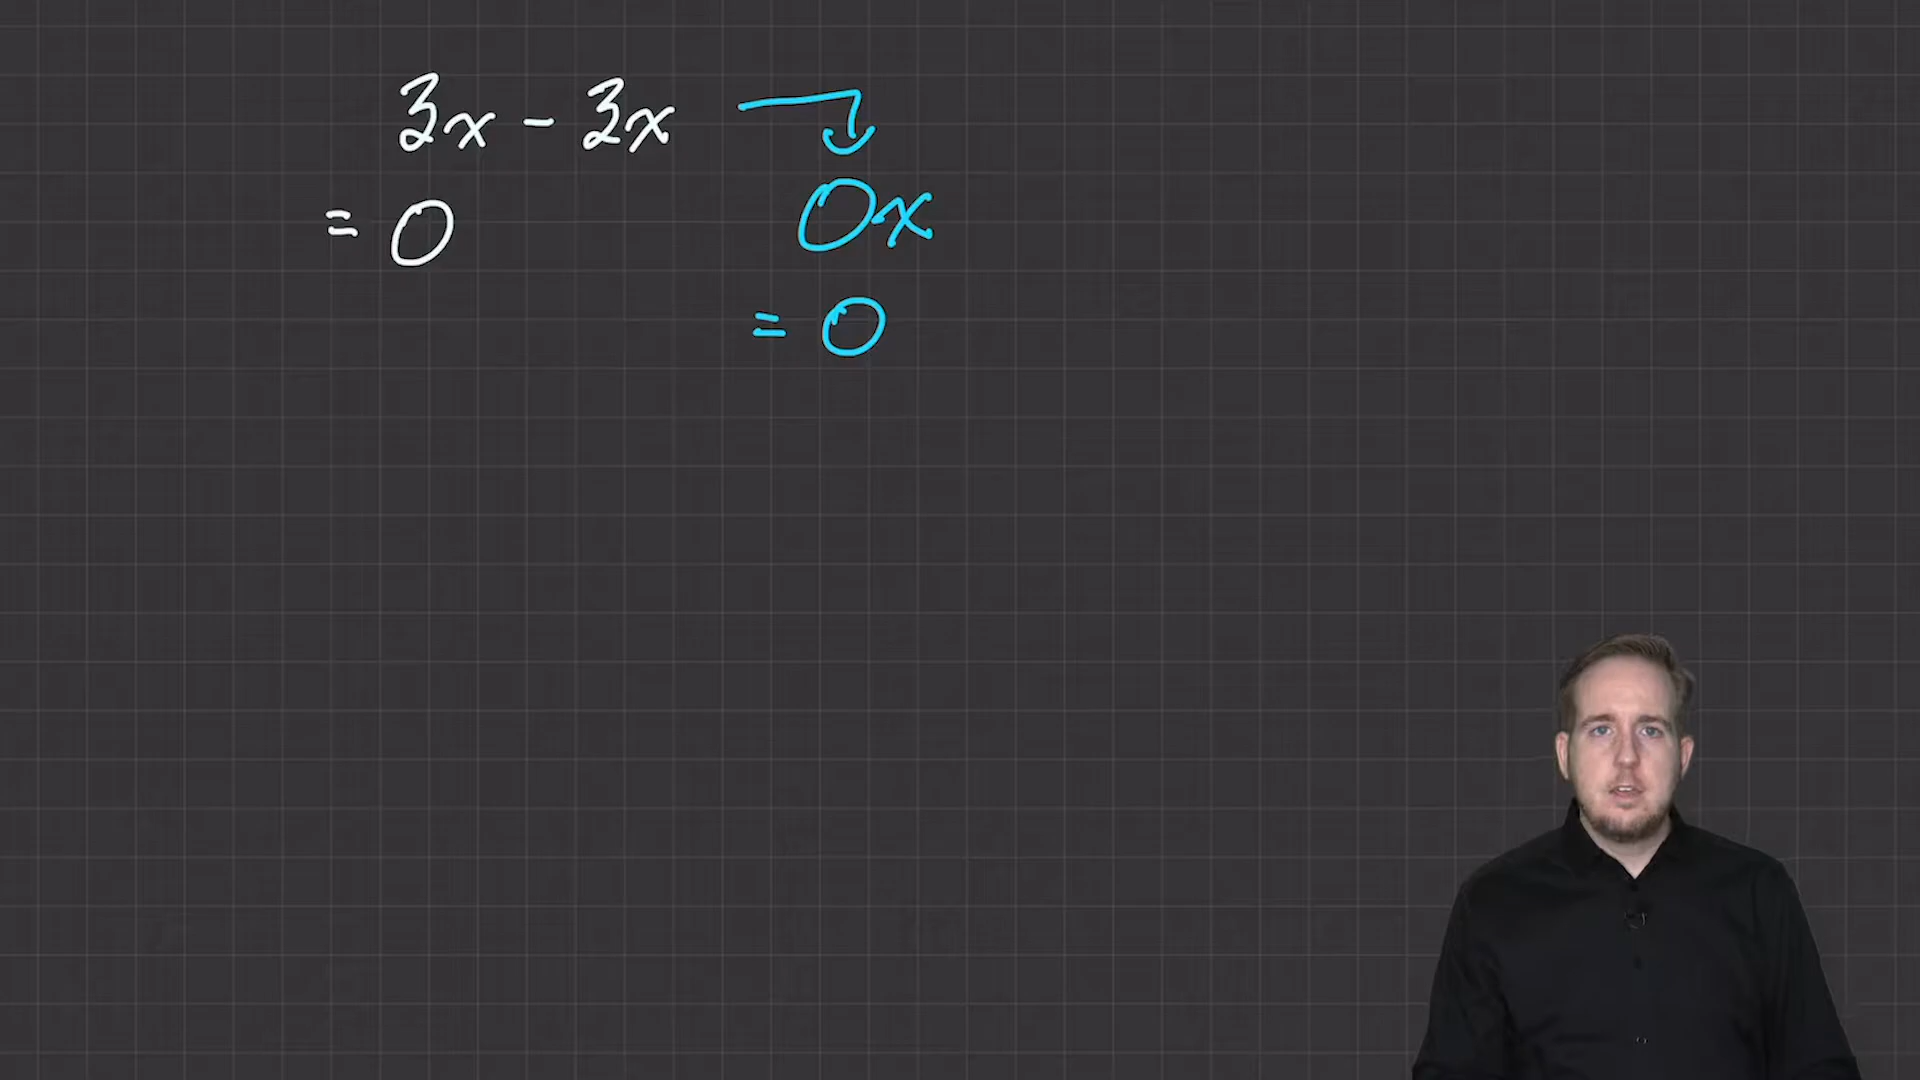 3x - 3x
= 0
0x
= 0